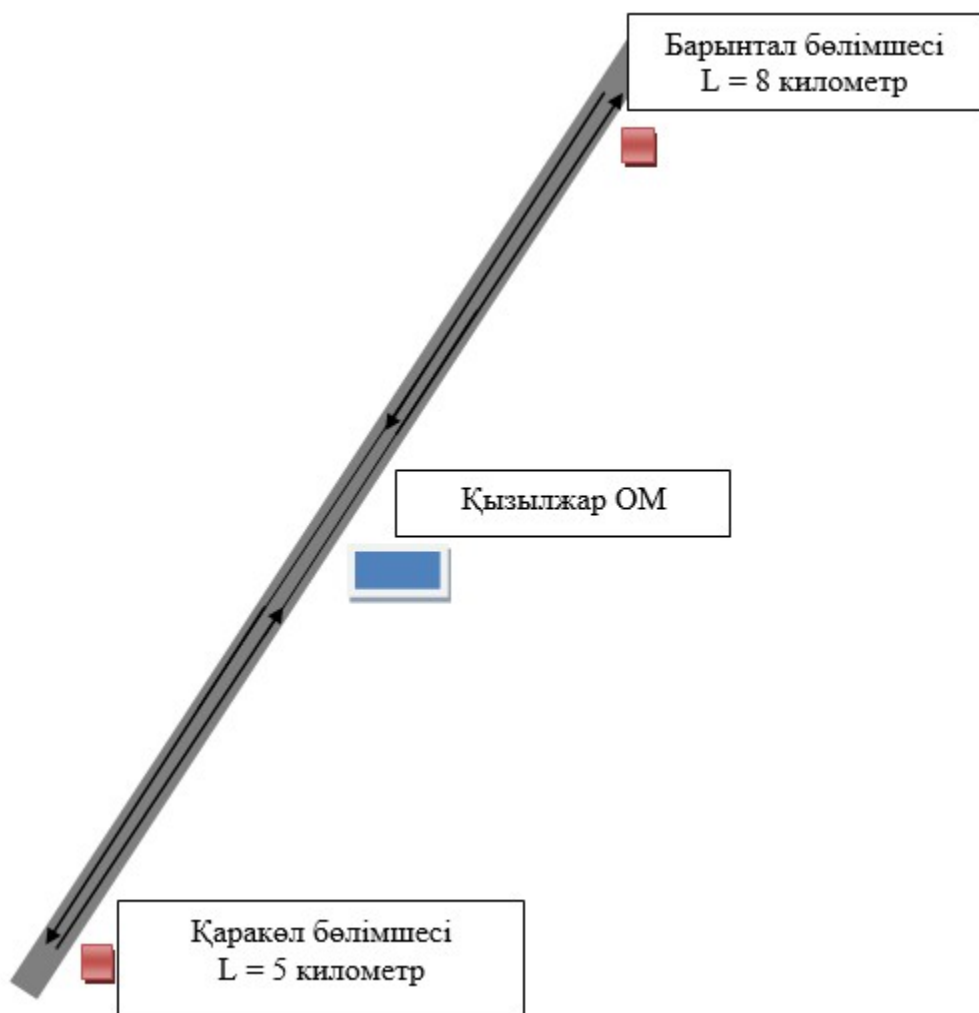 Барынтал бөлімшесі
L = 8 километр
Қызылжар ОМ
Қаракөл бөлімшесі
L = 5 километр